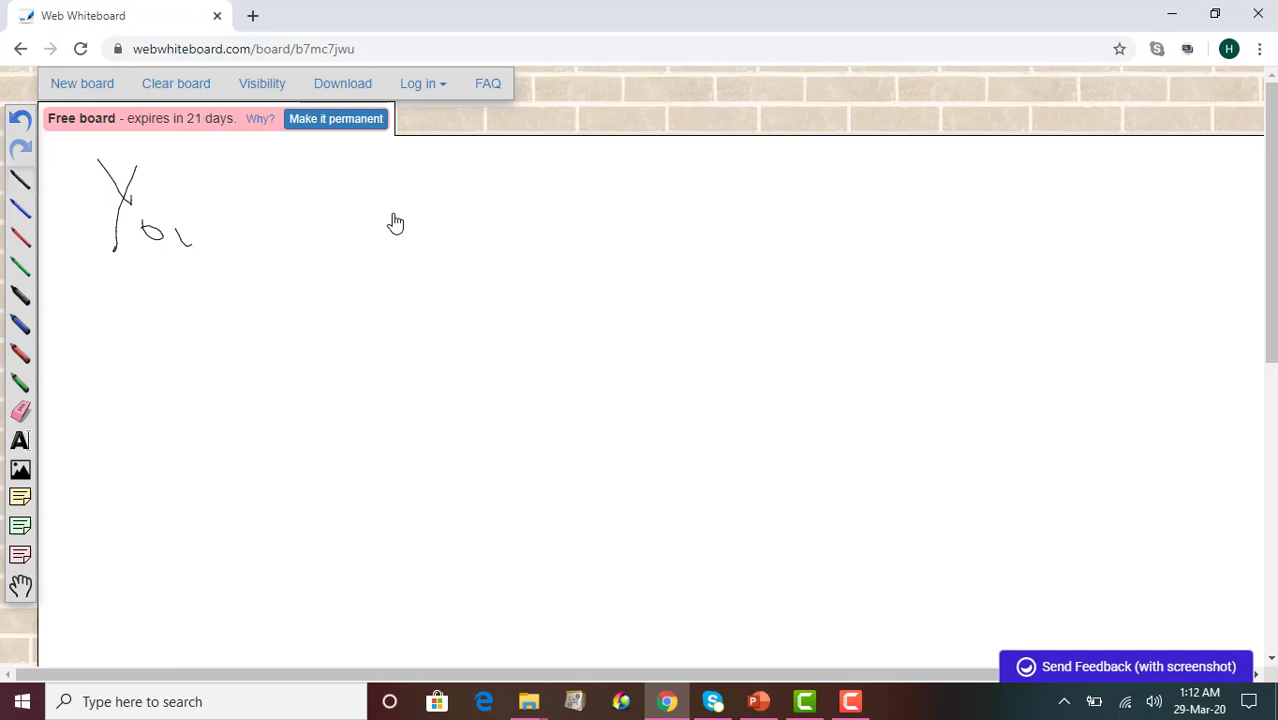 Web Whiteboard
webwhiteboard.com/board/b7mc7jwu
H
New board Clear board Visibility Download Log in FAQ
Free board - expires in 21 days. Why? Make it permanent
A
Send Feedback (with screenshot)
Type here to search
1:12 AM
29-Mar-20